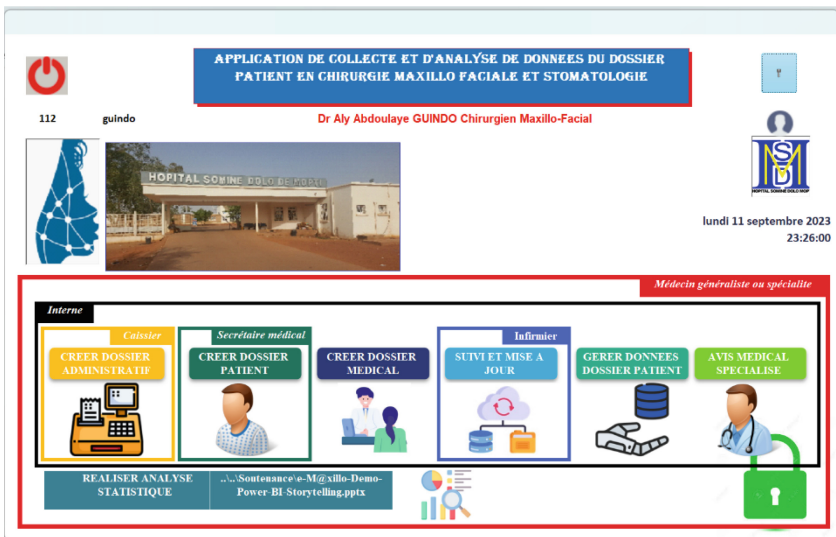 APPLICATION DE COLLECTE ET D'ANALYSE DE DONNEES DU DOSSIER
PATIENT EN CHIRURGIE MAXILLO FACIALE ET STOMATOLOGIE
112 guindo Dr Aly Abdoulaye GUINDO Chirurgien Maxillo-Facial
HOPITAL SOMINE DOLO DE MOPTI
HOPITAL SOMINE DOLO MOP
lundi 11 septembre 2023
23:26:00
Médecin généraliste ou spécialite
Interne
Caissier
CREER DOSSIER
ADMINISTRATIF
Secrétaire médical
CREER DOSSIER
PATIENT
CREER DOSSIER
MEDICAL
Infirmier
SUIVI ET MISE A
JOUR
GERER DONNEES
DOSSIER PATIENT
AVIS MEDICAL
SPECIALISE
REALISER ANALYSE
STATISTIQUE
..\..\Soutenance\e-M@xillo-Demo-
Power-BI-Storytelling.pptx